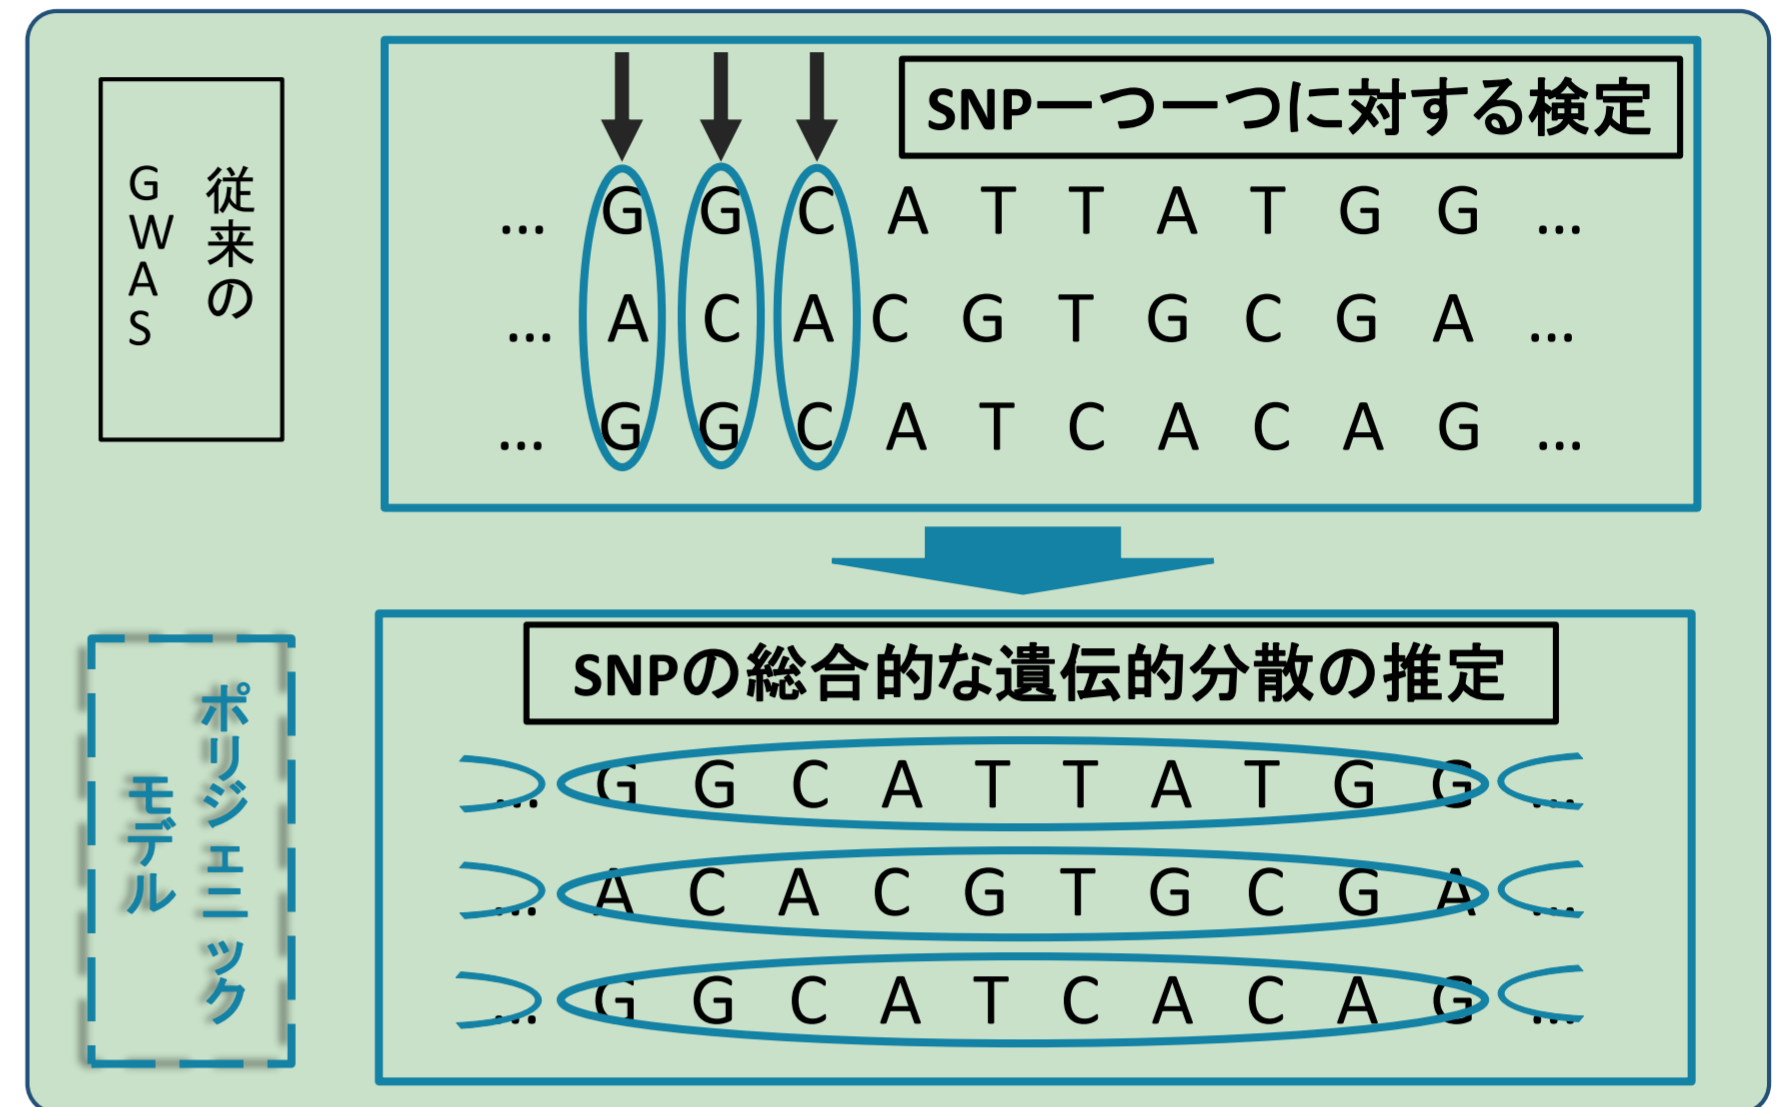 従来の
GWAS
SNP一つ一つに対する検定
... G G C A T T A T G G ...
... A C A C G T G C G A ...
... G G C A T C A C A G ...
ポリジェニック
モデル
SNPの総合的な遺伝的分散の推定
... G G C A T T A T G G ...
... A C A C G T G C G A ...
... G G C A T C A C A G ...